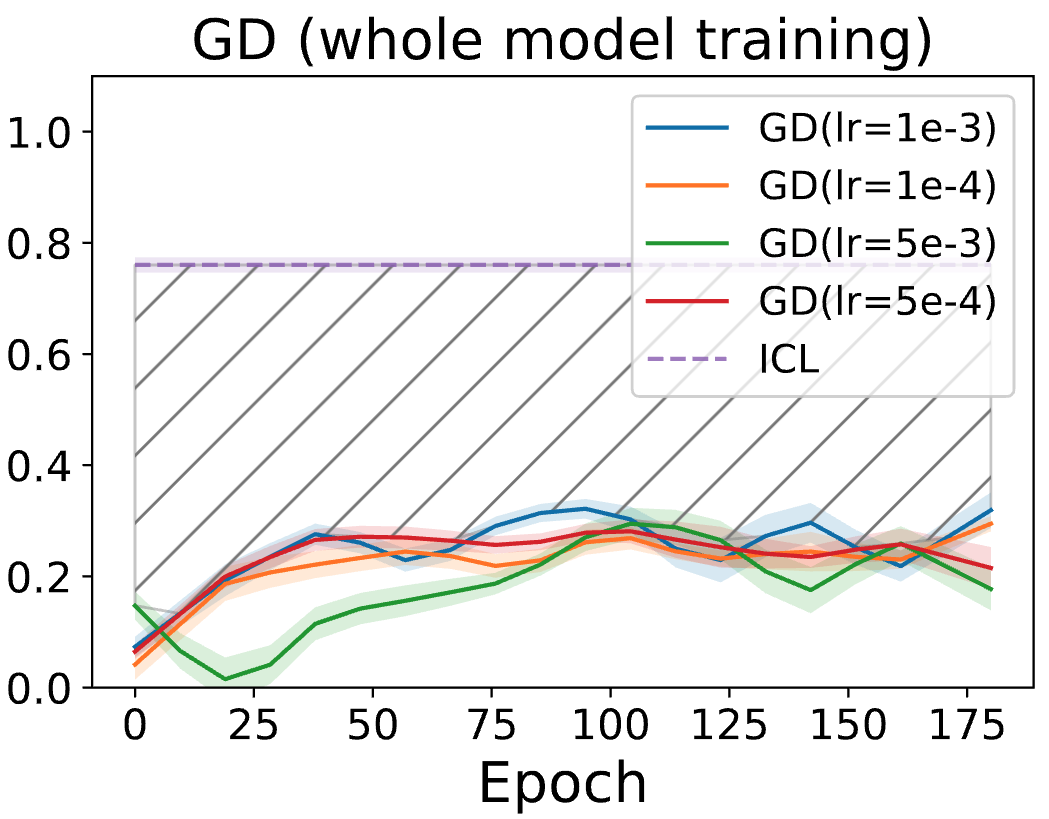 GD (whole model training)
1.0
0.8
0.6
0.4
0.2
0.0
GD(lr=1e-3)
GD(lr=1e-4)
GD(lr=5e-3)
GD(lr=5e-4)
ICL
0 25 50 75 100 125 150 175
Epoch